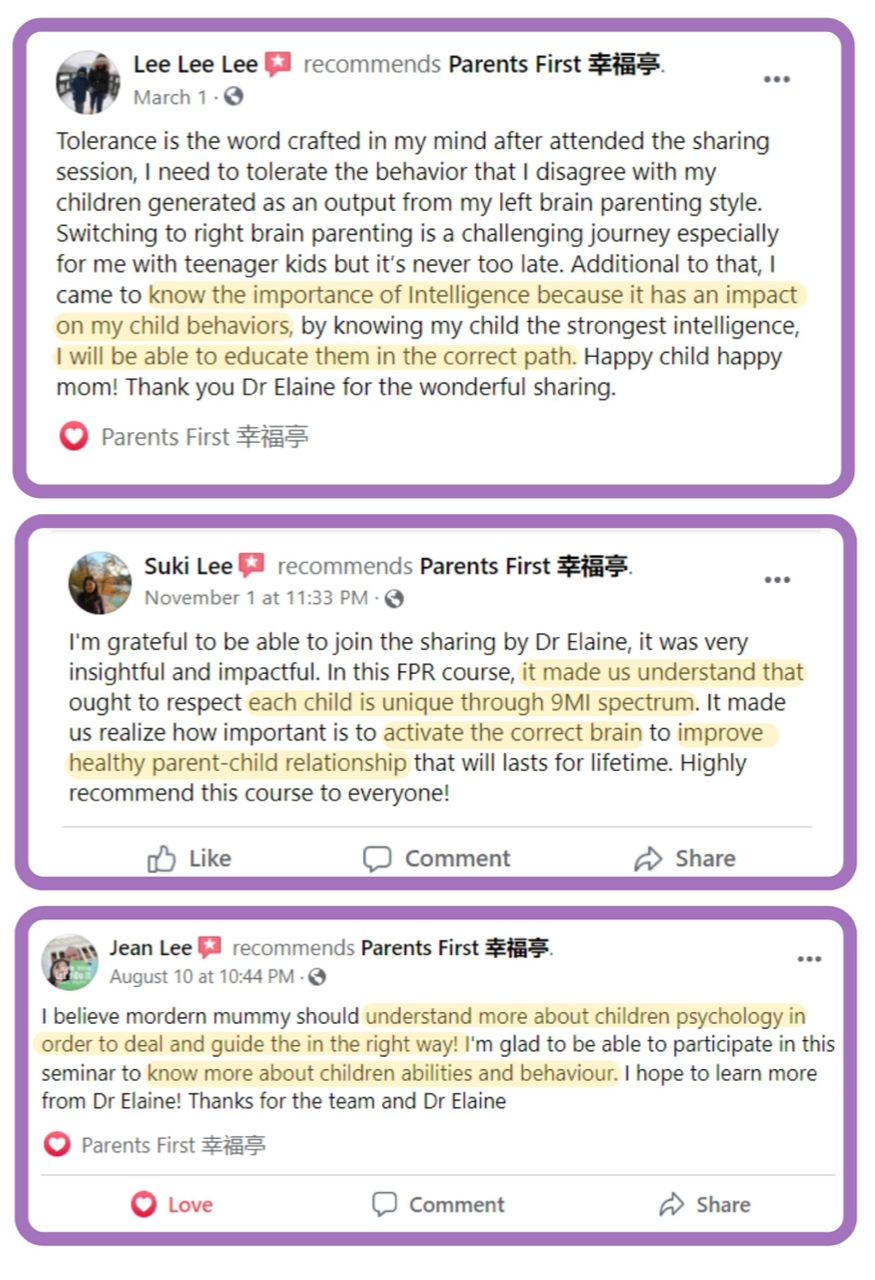 Lee Lee Lee recommends Parents First 幸福亭.
March 1 ·
Tolerance is the word crafted in my mind after attended the sharing
session, I need to tolerate the behavior that I disagree with my
children generated as an output from my left brain parenting style.
Switching to right brain parenting is a challenging journey especially
for me with teenager kids but it's never too late. Additional to that, I
came to know the importance of Intelligence because it has an impact
on my child behaviors, by knowing my child the strongest intelligence,
I will be able to educate them in the correct path. Happy child happy
mom! Thank you Dr Elaine for the wonderful sharing.
Parents First 幸福亭
Suki Lee recommends Parents First 幸福亭.
November 1 at 11:33 PM ·
I'm grateful to be able to join the sharing by Dr Elaine, it was very
insightful and impactful. In this FPR course, it made us understand that
ought to respect each child is unique through 9MI spectrum. It made
us realize how important is to activate the correct brain to improve
healthy parent-child relationship that will lasts for lifetime. Highly
recommend this course to everyone!
Like Comment Share
Jean Lee recommends Parents First 幸福亭.
August 10 at 10:44 PM ·
I believe mordern mummy should understand more about children psychology in
order to deal and guide the in the right way! I'm glad to be able to participate in this
seminar to know more about children abilities and behaviour. I hope to learn more
from Dr Elaine! Thanks for the team and Dr Elaine
Parents First 幸福亭
Love Comment Share